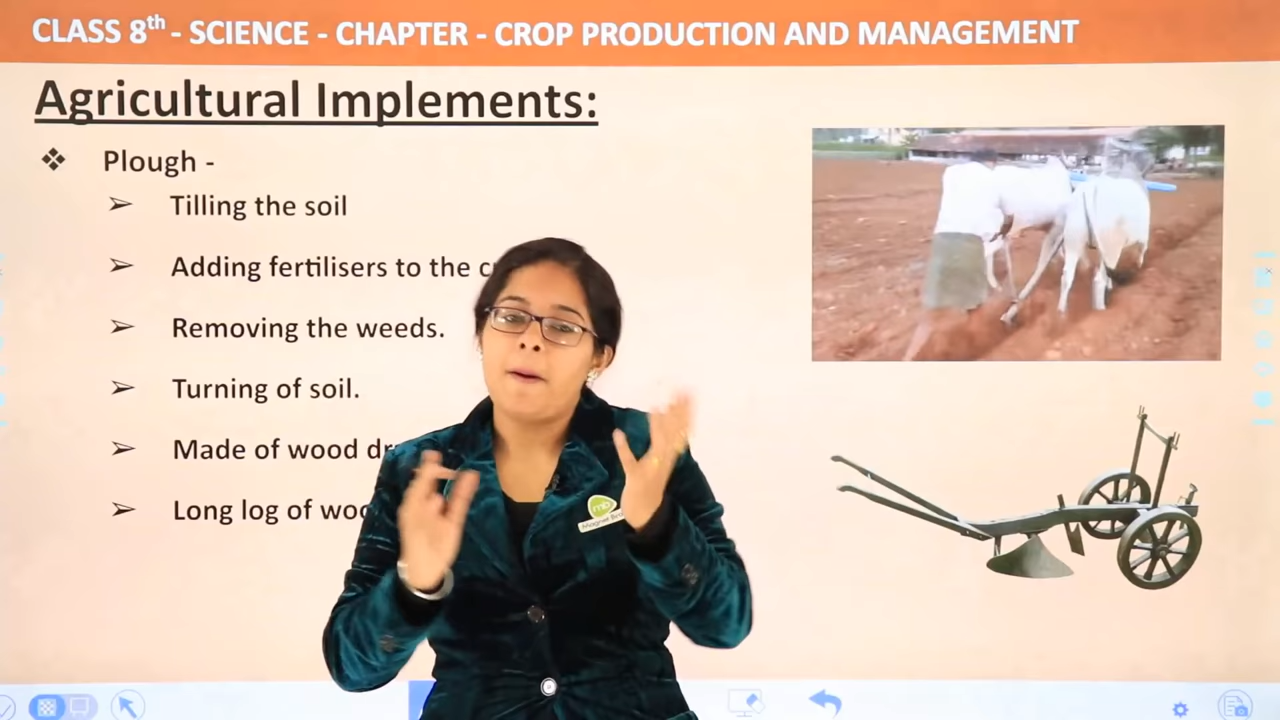 CLASS 8th - SCIENCE - CHAPTER - CROP PRODUCTION AND MANAGEMENT
Agricultural Implements:
Plough -
Tilling the soil
Adding fertilisers to the
Removing the weeds.
Turning of soil.
Made of wood
Long log of